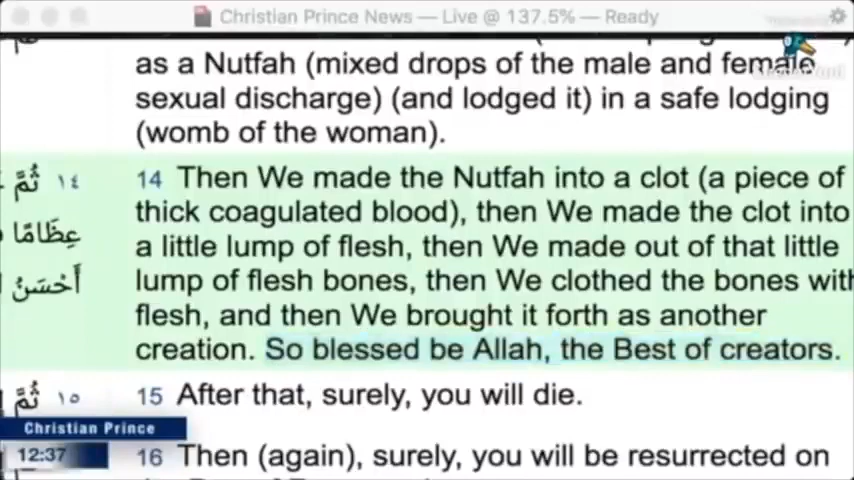 Christian Prince News — Live @ 137.5% — Ready
as a Nutfah (mixed drops of the male and female
sexual discharge) (and lodged it) in a safe lodging
(womb of the woman).
ثُمَّ ١٤
14 Then We made the Nutfah into a clot (a piece of
thick coagulated blood), then We made the clot into
عِظَامًا
a little lump of flesh, then We made out of that little
أَحْسَنُ
lump of flesh bones, then We clothed the bones with
flesh, and then We brought it forth as another
creation. So blessed be Allah, the Best of creators.
ثُمَّ ١٥
15 After that, surely, you will die.
Christian Prince
12:37
16 Then (again), surely, you will be resurrected on